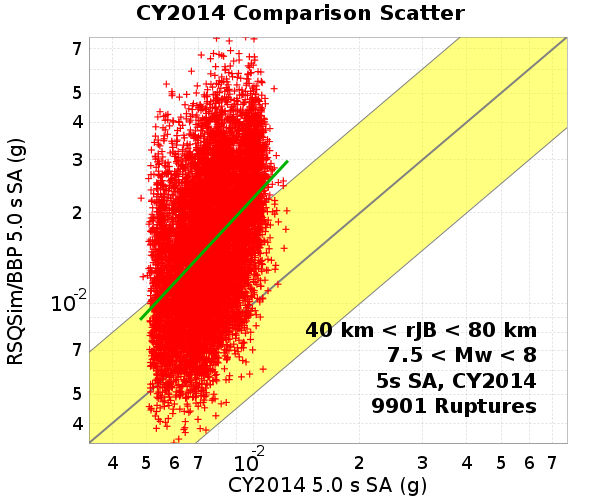 CY2014 Comparison Scatter
RSQSim/BBP 5.0 s SA (g)
7
5
4
3
2
10-2
7
5
4
40 km < rJB < 80 km
7.5 < Mw < 8
5s SA, CY2014
9901 Ruptures
4 5 6 7 10-2 2 3 4 5 6 7
CY2014 5.0 s SA (g)